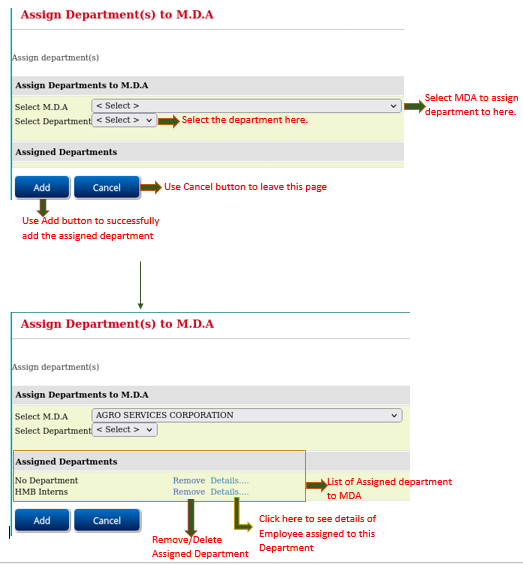 Assign Department(s) to M.D.A
Assign department(s)
Assign Departments to M.D.A
Select M.D.A < Select >
Select MDA to assign
department to here.
Select Department < Select >
Select the department here.
Assigned Departments
Add Cancel
Use Cancel button to leave this page
Use Add button to successfully
add the assigned department
Assign Department(s) to M.D.A
Assign department(s)
Assign Departments to M.D.A
Select M.D.A AGRO SERVICES CORPORATION
Select Department < Select >
Assigned Departments
No Department Remove Details....
HMB Interns Remove Details....
List of Assigned department
to MDA
Add Cancel
Click here to see details of
Employee assigned to this
Department
Remove/Delete
Assigned Department